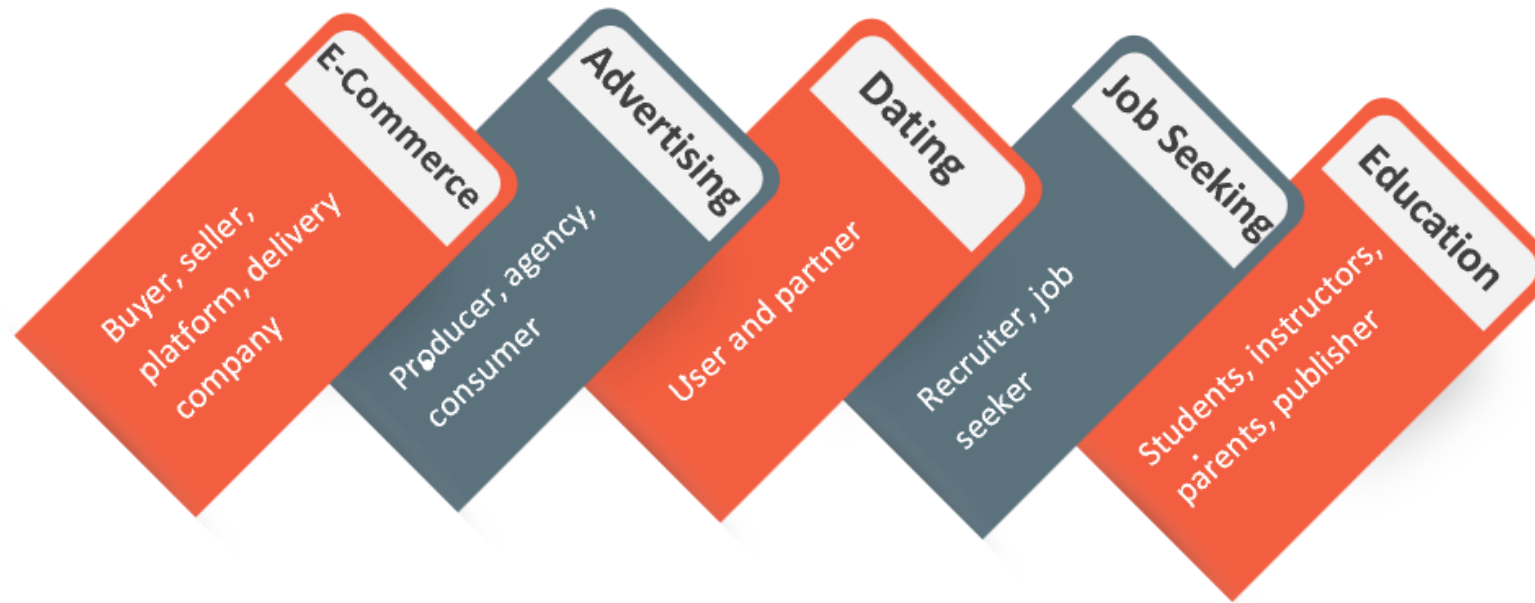 E-Commerce
Buyer, seller,
platform, delivery
company
Advertising
Producer, agency,
consumer
Dating
User and partner
Job Seeking
Recruiter, job
seeker
Education
Students, instructors,
parents, publisher